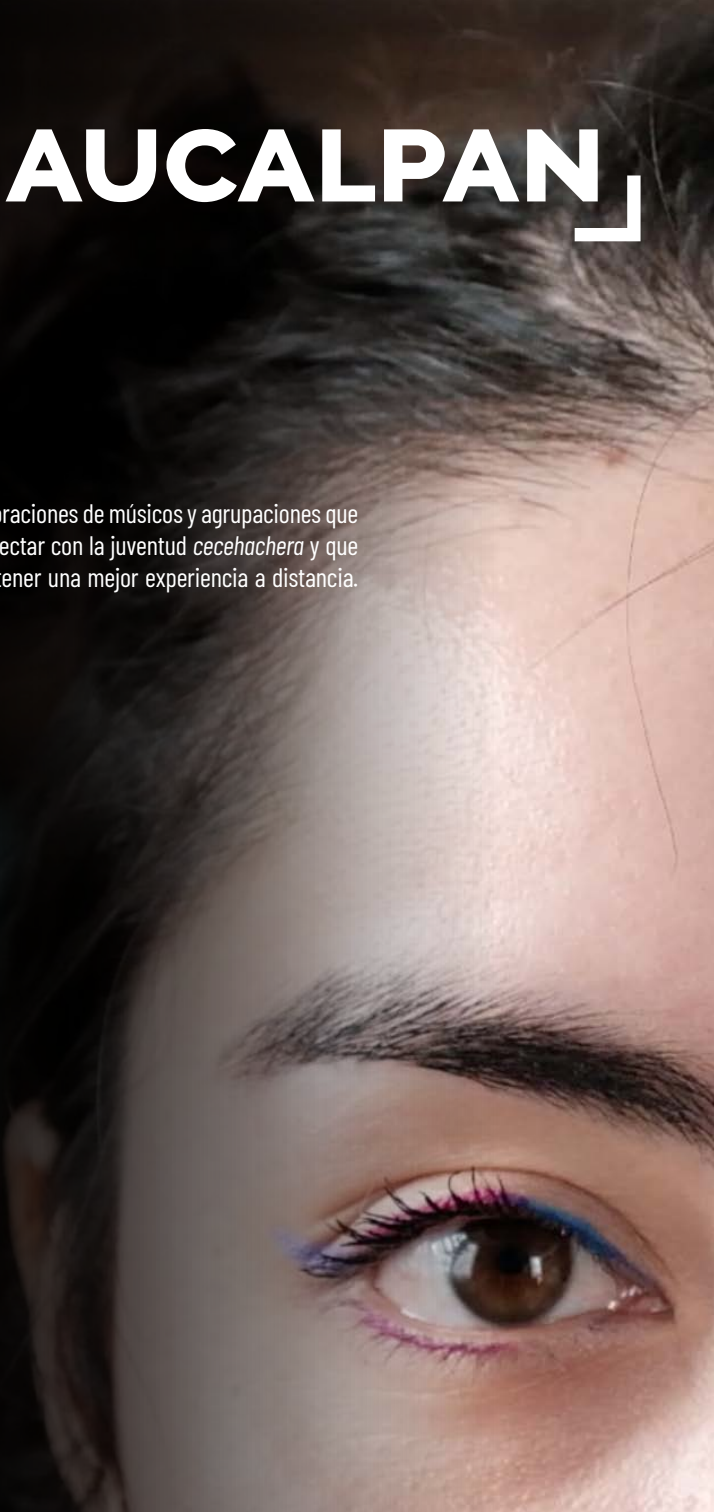 AUCALPAN
oraciones de músicos y agrupaciones que
ectar con la juventud cecehachera y que
tener una mejor experiencia a distancia.